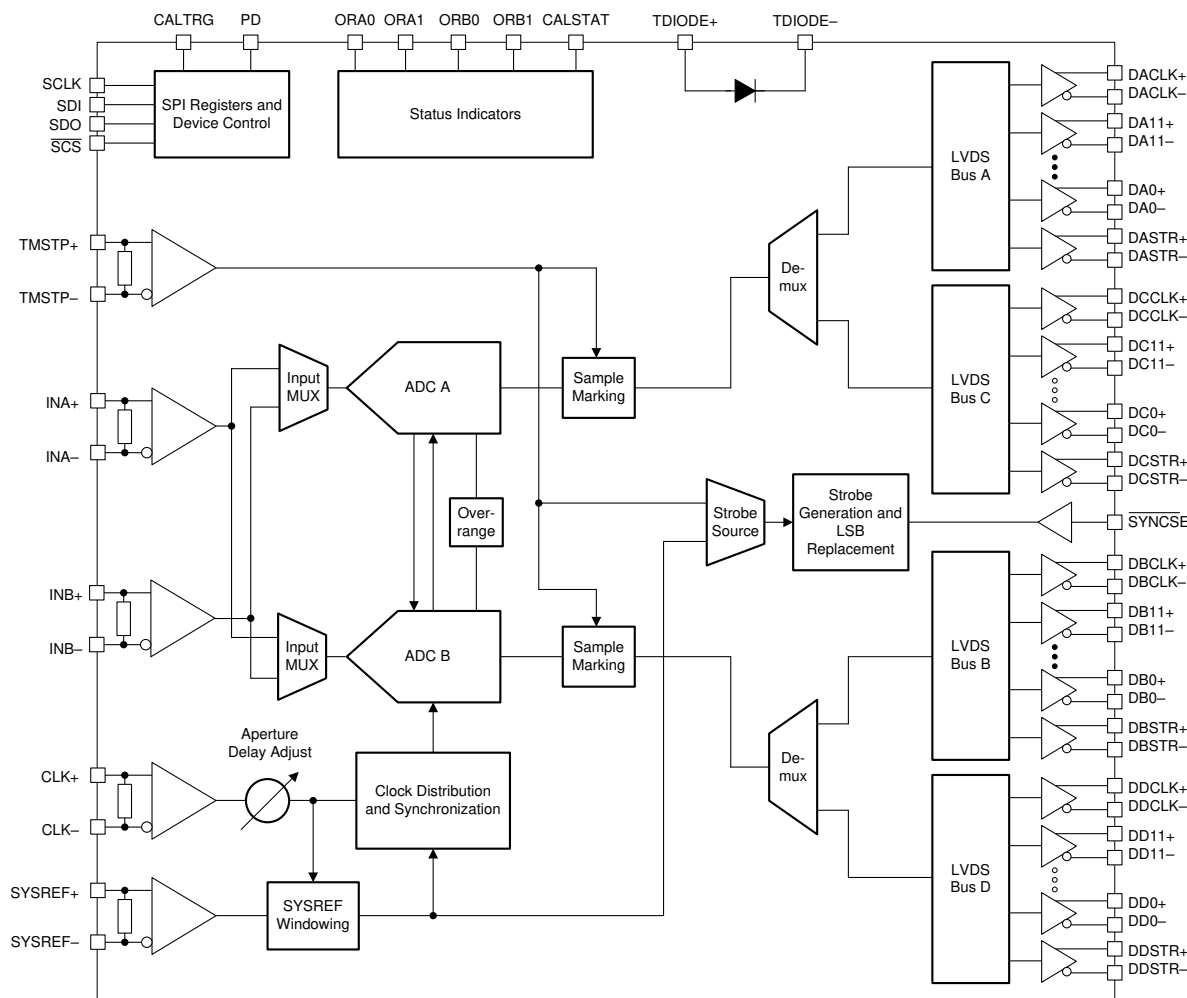 CALTRG PD ORA0 ORA1 ORB0 ORB1 CALSTAT TDIODE+ TDIODE–
SCLK
SDI
SDO
SCS
SPI Registers and
Device Control
Status Indicators
LVDS
Bus A
DACLK+
DACLK–
DA11+
DA11–
DA0+
DA0–
DASTR+
DASTR–
TMSTP+
TMSTP–
De-
mux
INA+
INA–
Input
MUX
ADC A
Sample
Marking
LVDS
Bus C
DCCLK+
DCCLK–
DC11+
DC11–
DC0+
DC0–
DCSTR+
DCSTR–
Over-
range
Strobe
Source
Strobe
Generation and
LSB
Replacement
SYNCSE
INB+
INB–
Input
MUX
ADC B
Sample
Marking
LVDS
Bus B
DBCLK+
DBCLK–
DB11+
DB11–
DB0+
DB0–
DBSTR+
DBSTR–
Aperture
Delay Adjust
CLK+
CLK–
Clock Distribution
and Synchronization
De-
mux
SYSREF+
SYSREF–
SYSREF
Windowing
LVDS
Bus D
DDCLK+
DDCLK–
DD11+
DD11–
DD0+
DD0–
DDSTR+
DDSTR–